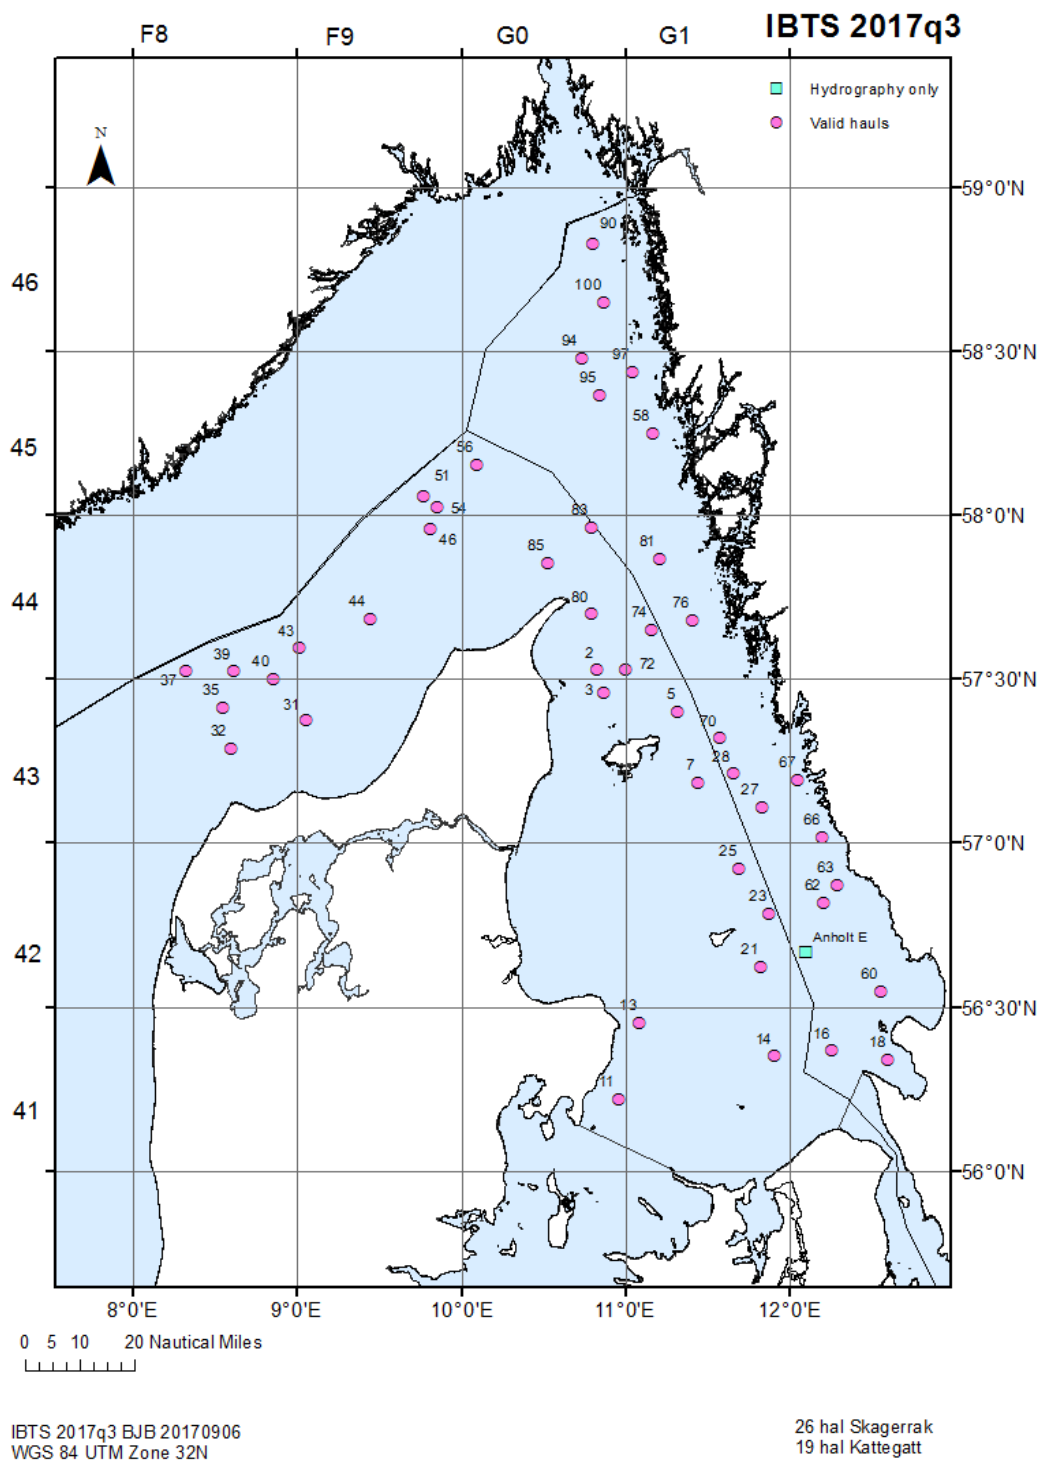 IBTS 2017q3
F8 F9 G0 G1
Hydrography only
Valid hauls
N
59°0'N
90
46
100
58°30'N
94 97
95
58
45
56
51
54
58°0'N
83
46
81
85
44
44
80
74 76
43
39
40
2 72
37
57°30'N
35
31
3 5
32
70
28
7
67
43
27
66
57°0'N
25
63
62
23
Anholt E
42
21
60
56°30'N
13
14 16 18
11
41
56°0'N
8°0'E 9°0'E 10°0'E 11°0'E 12°0'E
0 5 10 20 Nautical Miles
IBTS 2017q3 BJB 20170906
WGS 84 UTM Zone 32N
26 hal Skagerrak
19 hal Kattegatt